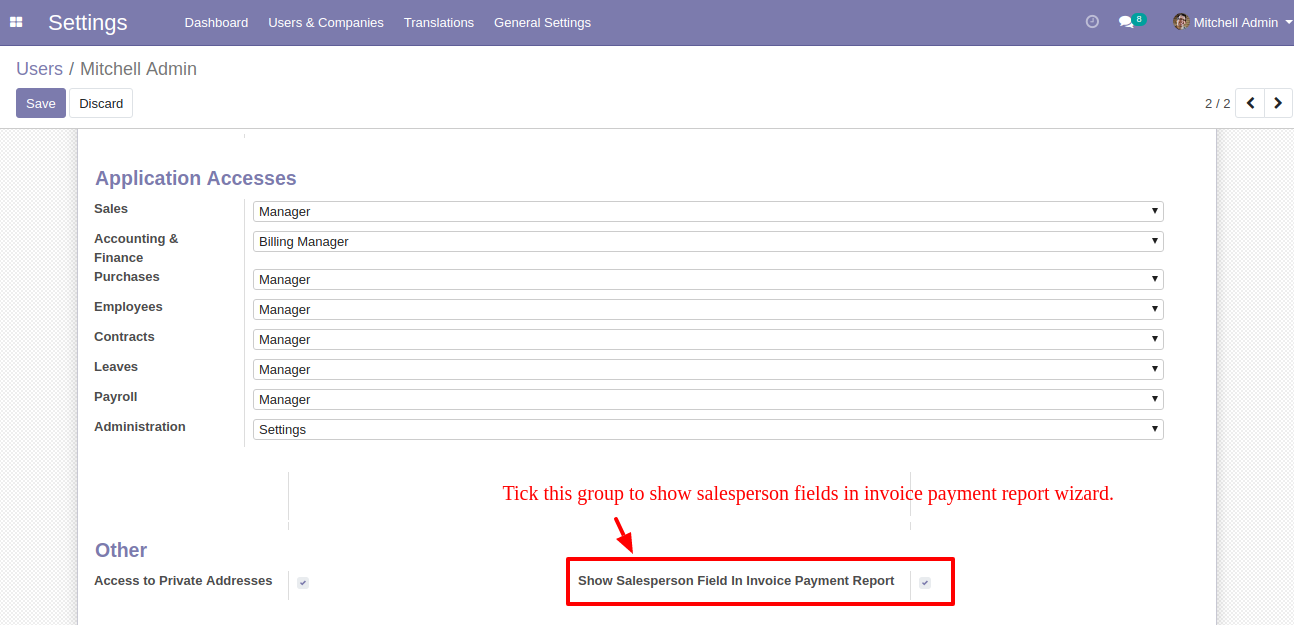 Settings Dashboard Users & Companies Translations General Settings 8 Mitchell Admin
Users / Mitchell Admin
Save Discard 2 / 2
Application Accesses
Sales Manager
Accounting & Finance Billing Manager
Purchases Manager
Employees Manager
Contracts Manager
Leaves Manager
Payroll Manager
Administration Settings
Tick this group to show salesperson fields in invoice payment report wizard.
Other
Access to Private Addresses Show Salesperson Field In Invoice Payment Report